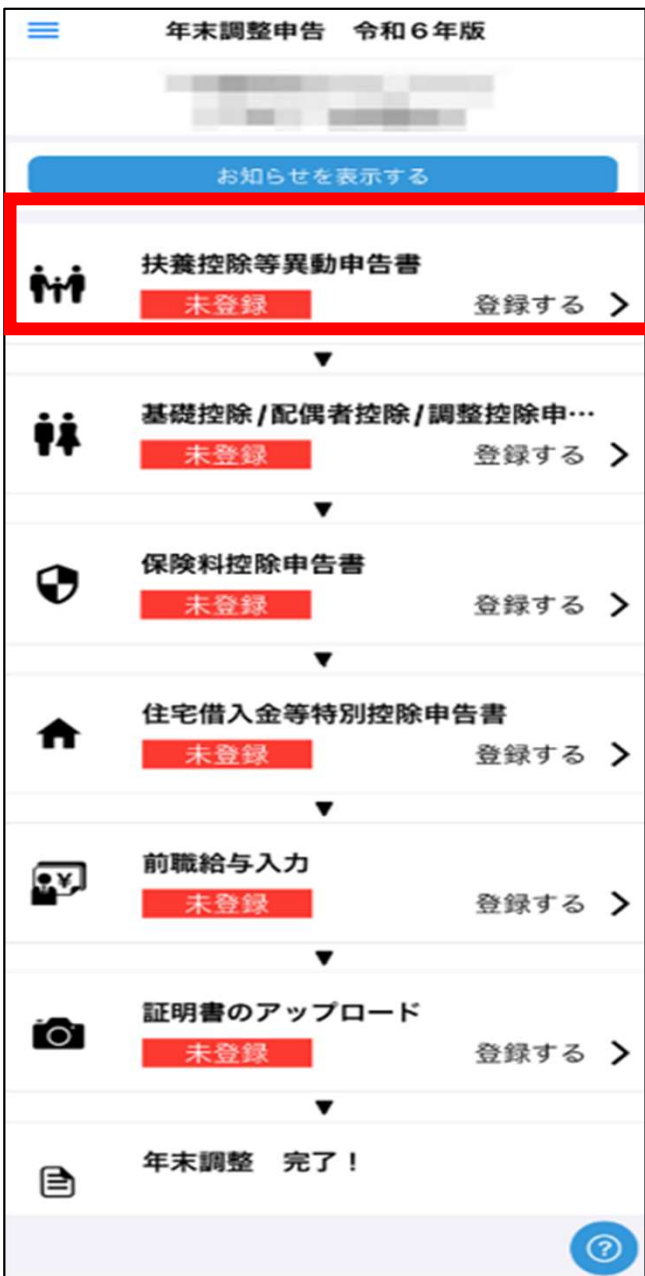 年末調整申告　令和６年版
お知らせを表示する
扶養控除等異動申告書
未登録
登録する
▼
基礎控除/配偶者控除/調整控除申…
未登録
登録する
▼
保険料控除申告書
未登録
登録する
▼
住宅借入金等特別控除申告書
未登録
登録する
▼
前職給与入力
¥
未登録
登録する
▼
証明書のアップロード
未登録
登録する
▼
年末調整　完了！
?